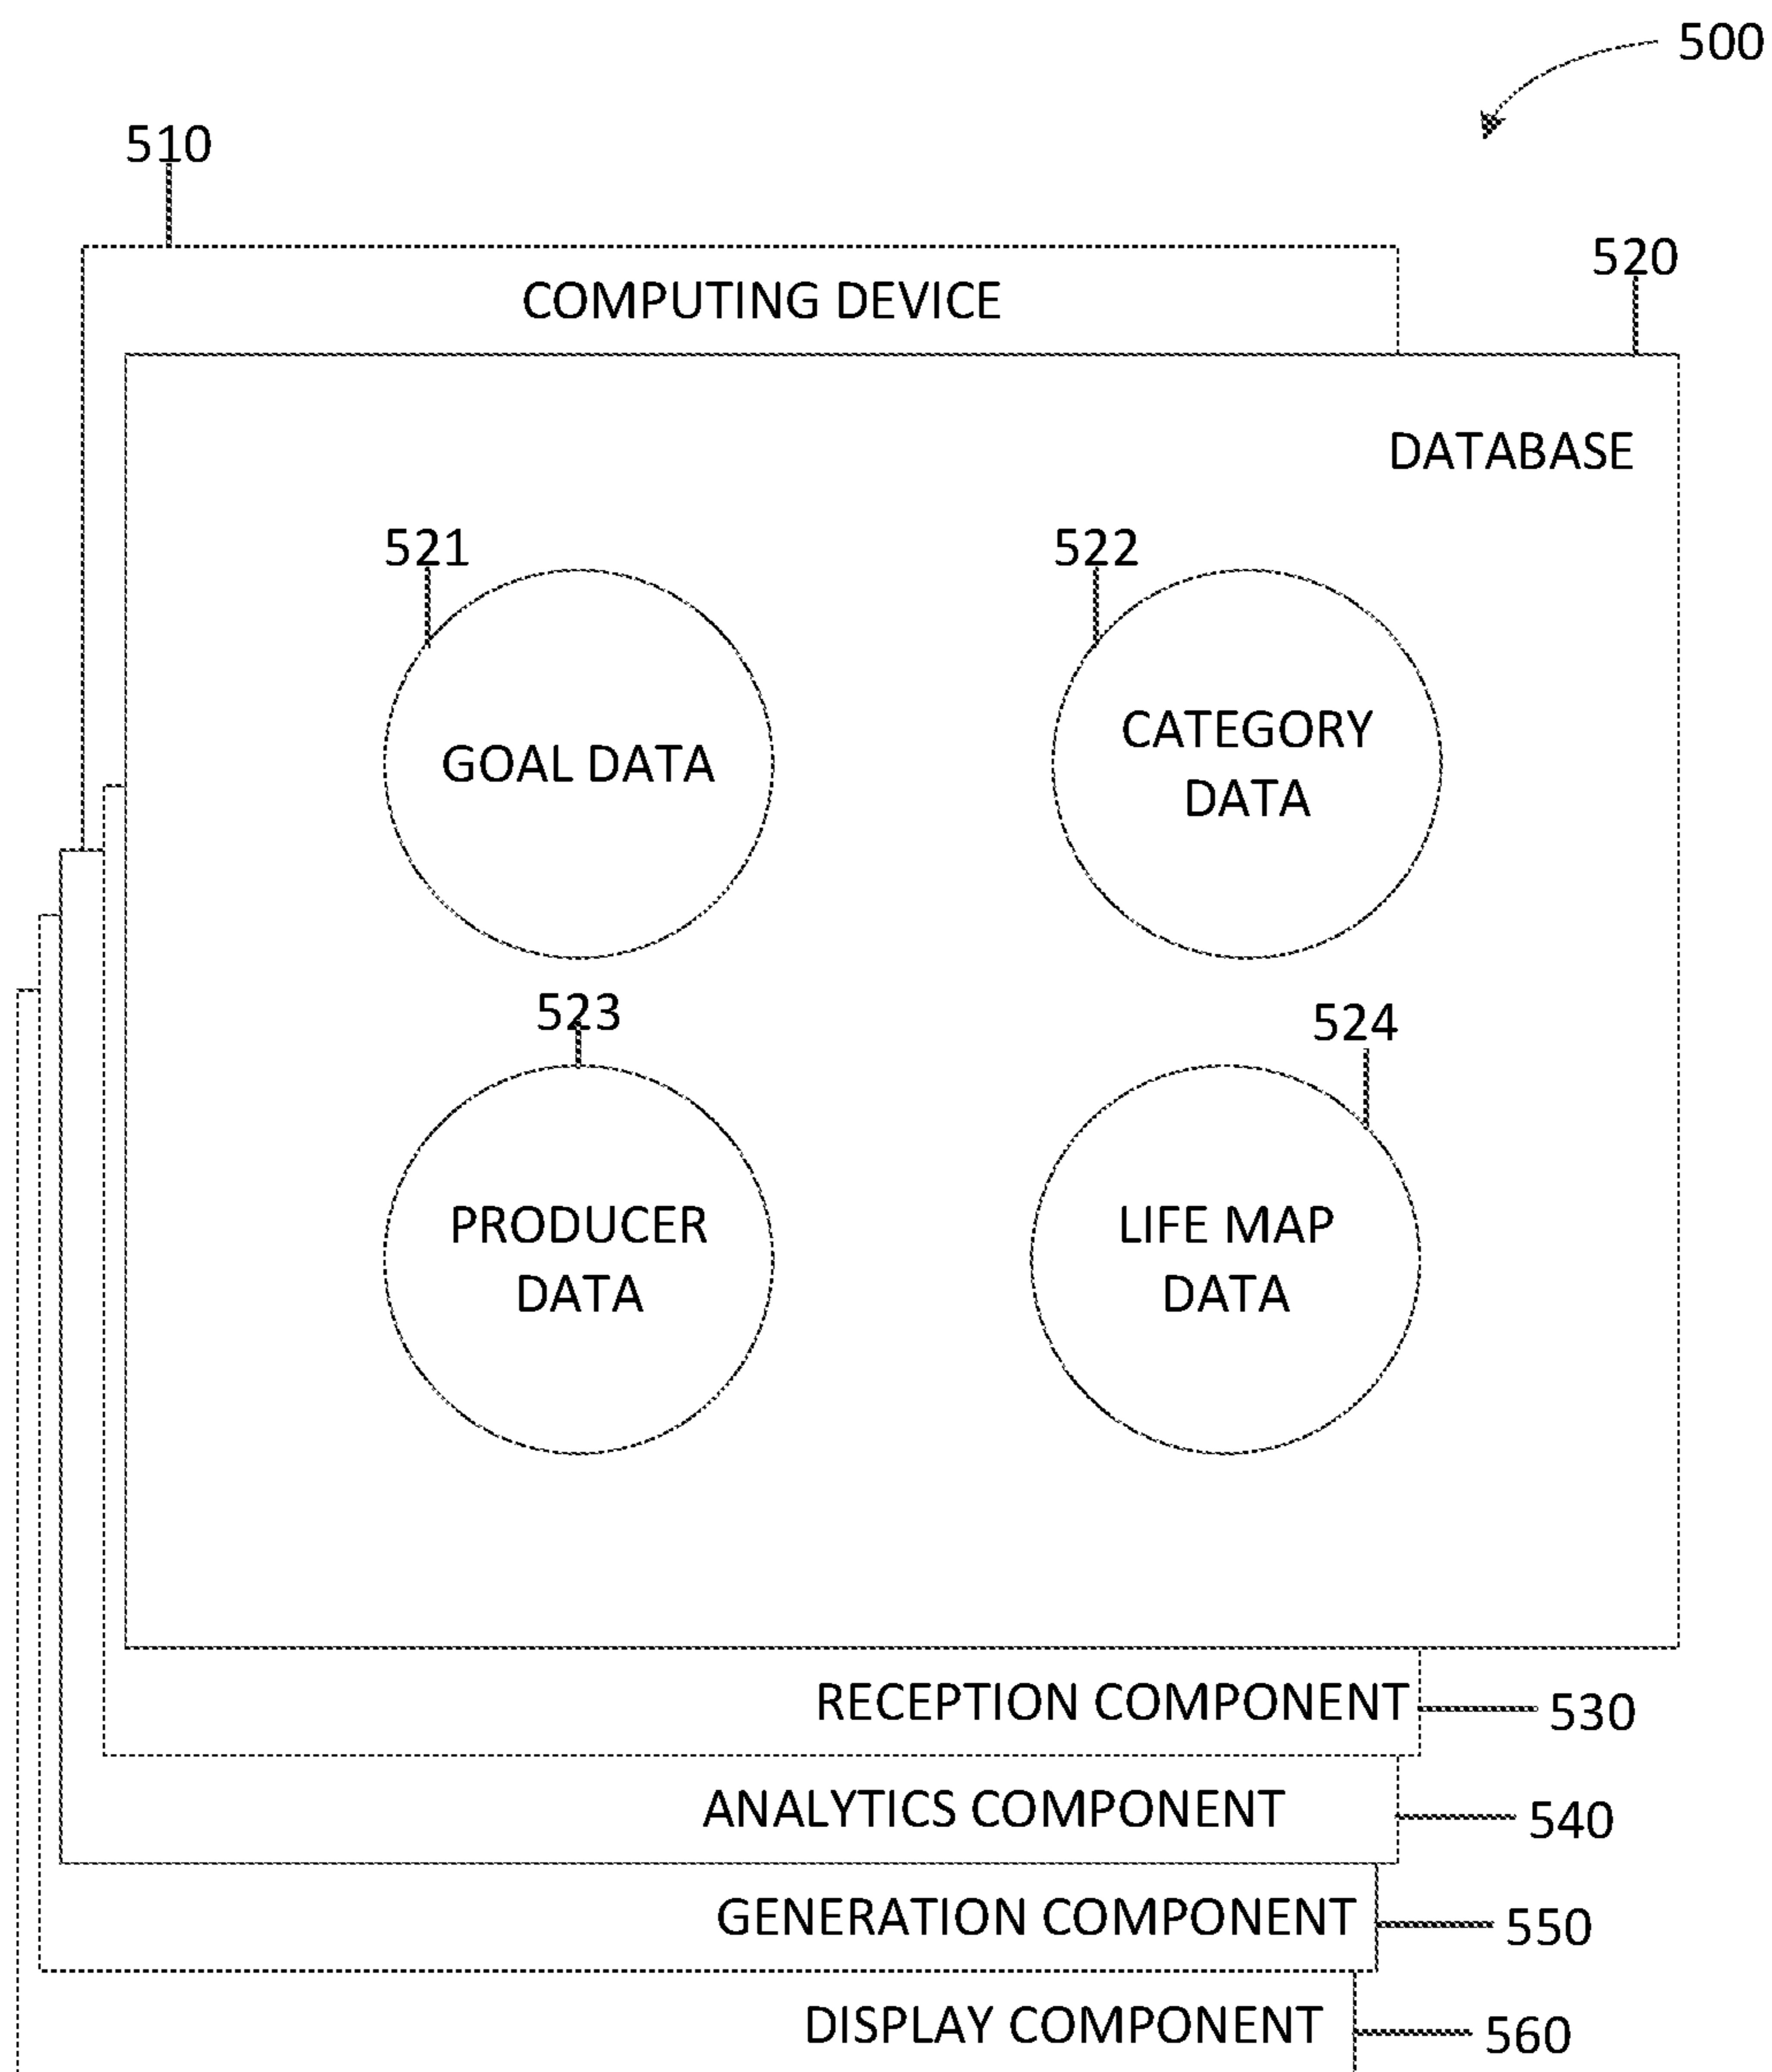 500
510
COMPUTING DEVICE
520
DATABASE
521
522
GOAL DATA
CATEGORY
DATA
523
524
PRODUCER
DATA
LIFE MAP
DATA
RECEPTION COMPONENT
530
ANALYTICS COMPONENT
540
GENERATION COMPONENT
550
DISPLAY COMPONENT
560